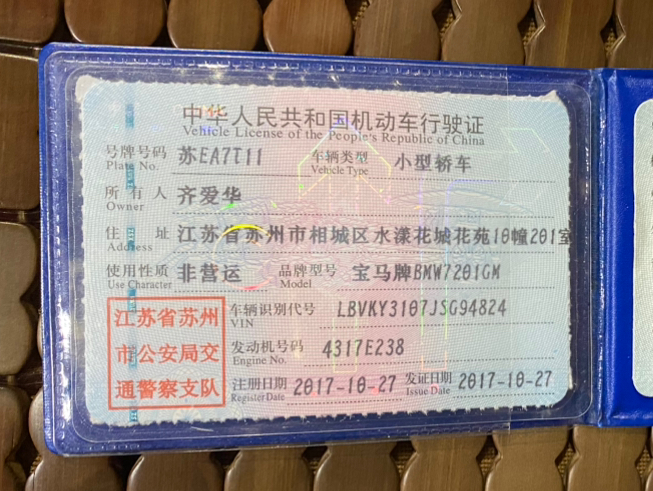 中华人民共和国机动车行驶证
Vehicle License of the People's Republic of China
号牌号码 苏EA7T11 车辆类型 小型轿车
Plate No. Vehicle Type
所有人 齐爱华
Owner
住址 江苏省苏州市相城区水漾花城花苑10幢201室
Address
使用性质 非营运 品牌型号 宝马牌BMW7201GM
Use Character Model
江苏省苏州
市公安局交
通警察支队
车辆识别代号 LBVKY3107JSG94824
VIN
发动机号码 4317E238
Engine No.
注册日期 2017-10-27 发证日期 2017-10-27
Register Date Issue Date